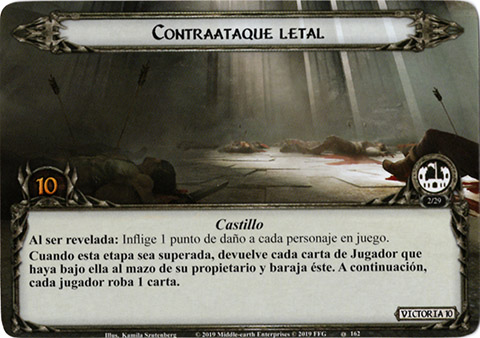 Contraataque letal
10
2/29
Castillo
Al ser revelada: Inflige 1 punto de daño a cada personaje en juego.
Cuando esta etapa sea superada, devuelve cada carta de Jugador que
haya bajo ella al mazo de su propietario y baraja éste. A continuación,
cada jugador roba 1 carta.
Victoria 10
Illus. Kamila Szutenberg © 2019 Middle-earth Enterprises © 2019 FFG 162